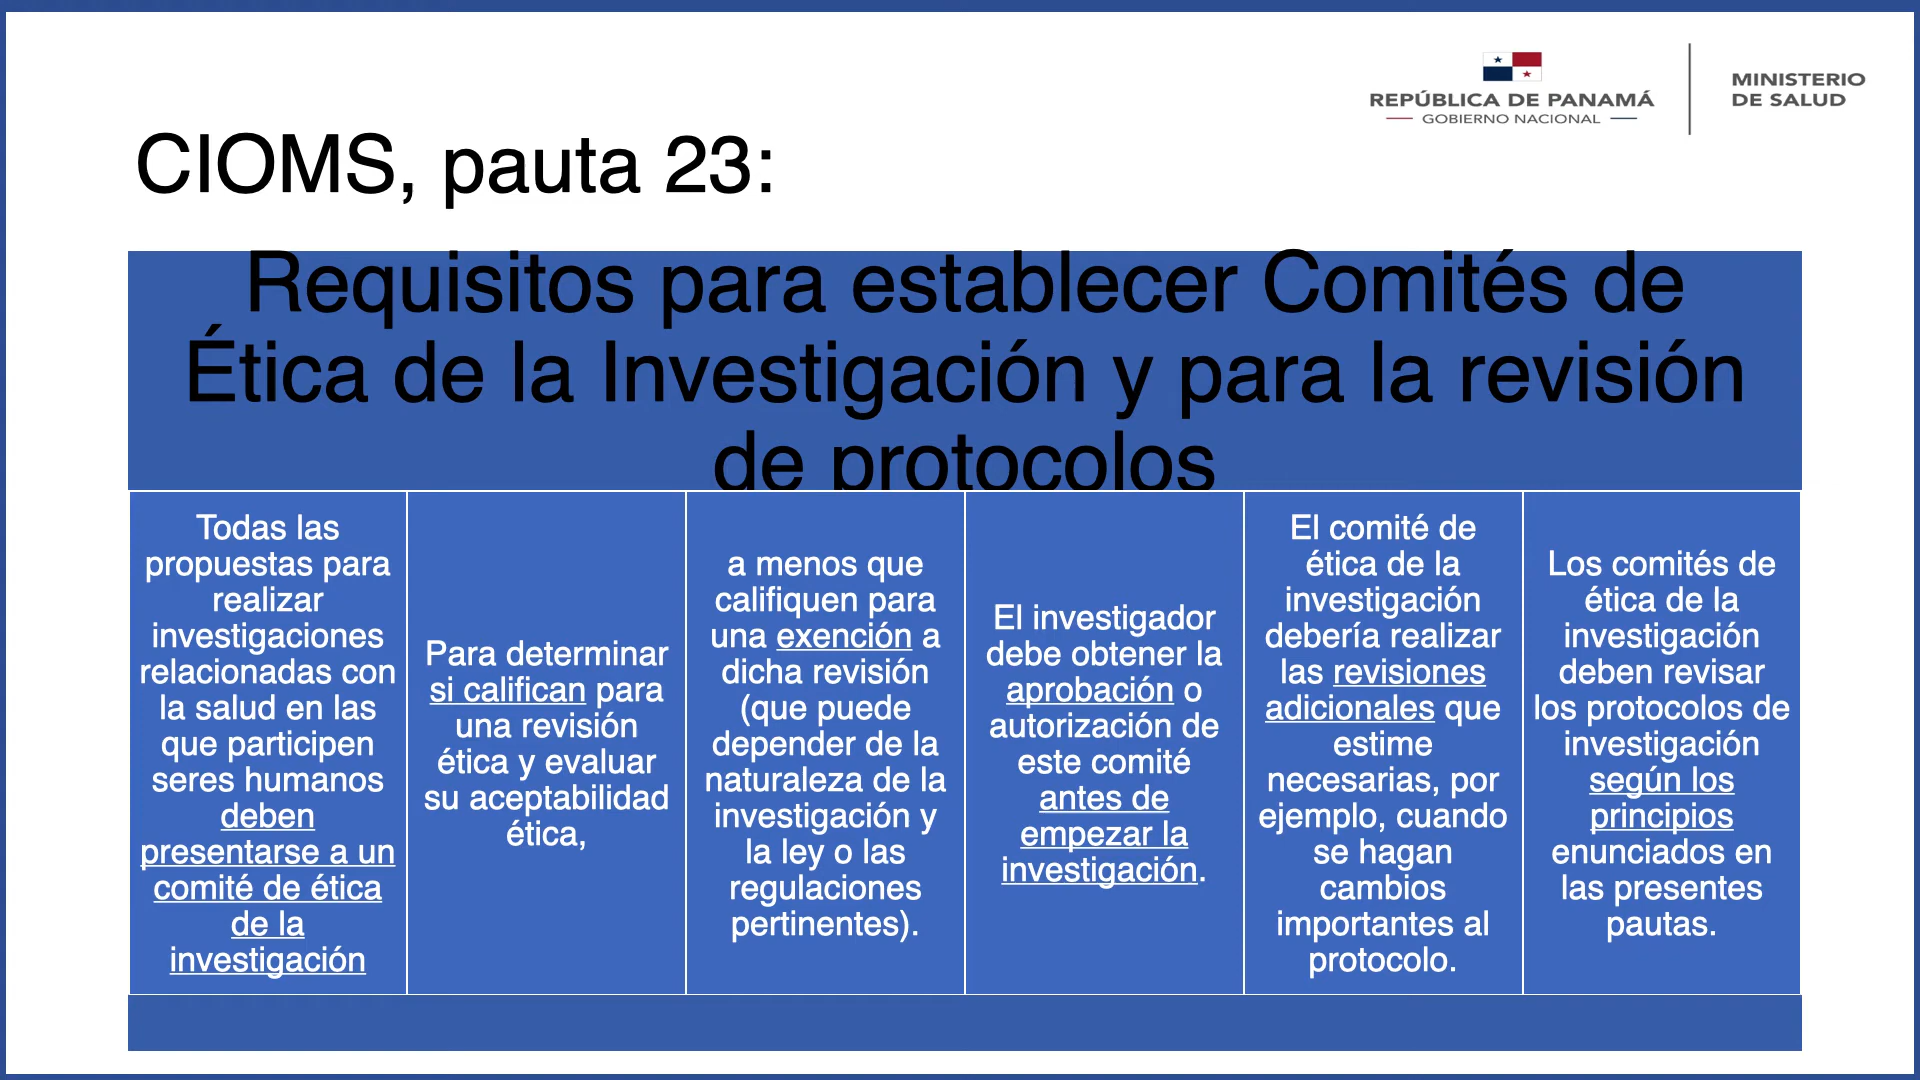 REPÚBLICA DE PANAMÁ
GOBIERNO NACIONAL
MINISTERIO
DE SALUD
CIOMS, pauta 23:
Requisitos para establecer Comités de
Ética de la Investigación y para la revisión
de protocolos
Todas las
propuestas para
realizar
investigaciones
relacionadas con
la salud en las
que participen
seres humanos
deben
presentarse a un
comité de ética
de la
investigación
Para determinar
si califican para
una revisión
ética y evaluar
su aceptabilidad
ética,
a menos que
califiquen para
una exención a
dicha revisión
(que puede
depender de la
naturaleza de la
investigación y
la ley o las
regulaciones
pertinentes).
El investigador
debe obtener la
aprobación o
autorización de
este comité
antes de
empezar la
investigación.
El comité de
ética de la
investigación
debería realizar
las revisiones
adicionales que
estime
necesarias, por
ejemplo, cuando
se hagan
cambios
importantes al
protocolo.
Los comités de
ética de la
investigación
deben revisar
los protocolos de
investigación
según los
principios
enunciados en
las presentes
pautas.